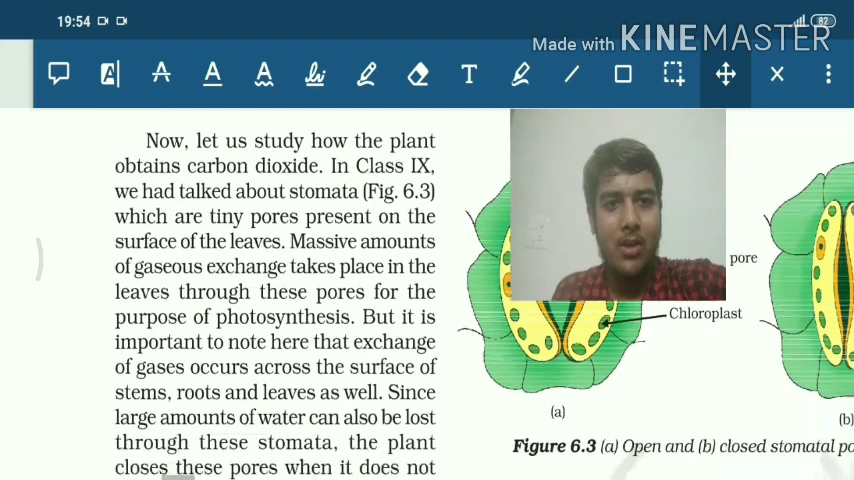 19:54
82
Made with KINEMASTER
A
A
A
A
T
Now, let us study how the plant
obtains carbon dioxide. In Class IX,
we had talked about stomata (Fig. 6.3)
which are tiny pores present on the
surface of the leaves. Massive amounts
of gaseous exchange takes place in the
leaves through these pores for the
purpose of photosynthesis. But it is
important to note here that exchange
of gases occurs across the surface of
stems, roots and leaves as well. Since
large amounts of water can also be lost
through these stomata, the plant
closes these pores when it does not
pore
Chloroplast
(a)
(b)
Figure 6.3 (a) Open and (b) closed stomatal po